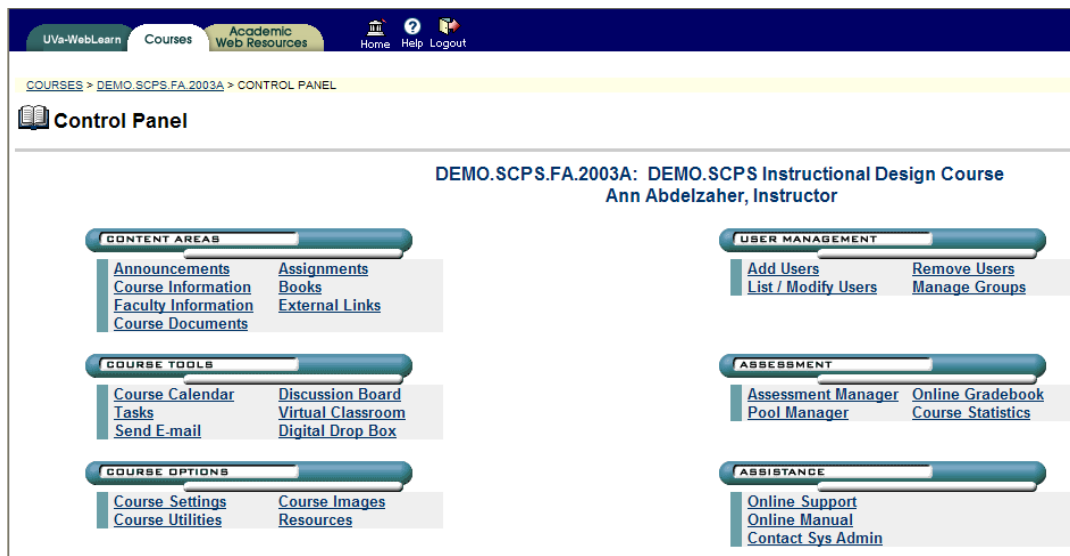 UVa-WebLearn
Courses
Academic
Web Resources
Home Help Logout
COURSES > DEMO.SCPS.FA.2003A > CONTROL PANEL
Control Panel
DEMO.SCPS.FA.2003A: DEMO.SCPS Instructional Design Course
Ann Abdelzaher, Instructor
CONTENT AREAS
Announcements Assignments
Course Information Books
Faculty Information External Links
Course Documents
USER MANAGEMENT
Add Users Remove Users
List / Modify Users Manage Groups
COURSE TOOLS
Course Calendar Discussion Board
Tasks Virtual Classroom
Send E-mail Digital Drop Box
ASSESSMENT
Assessment Manager Online Gradebook
Pool Manager Course Statistics
COURSE OPTIONS
Course Settings Course Images
Course Utilities Resources
ASSISTANCE
Online Support
Online Manual
Contact Sys Admin